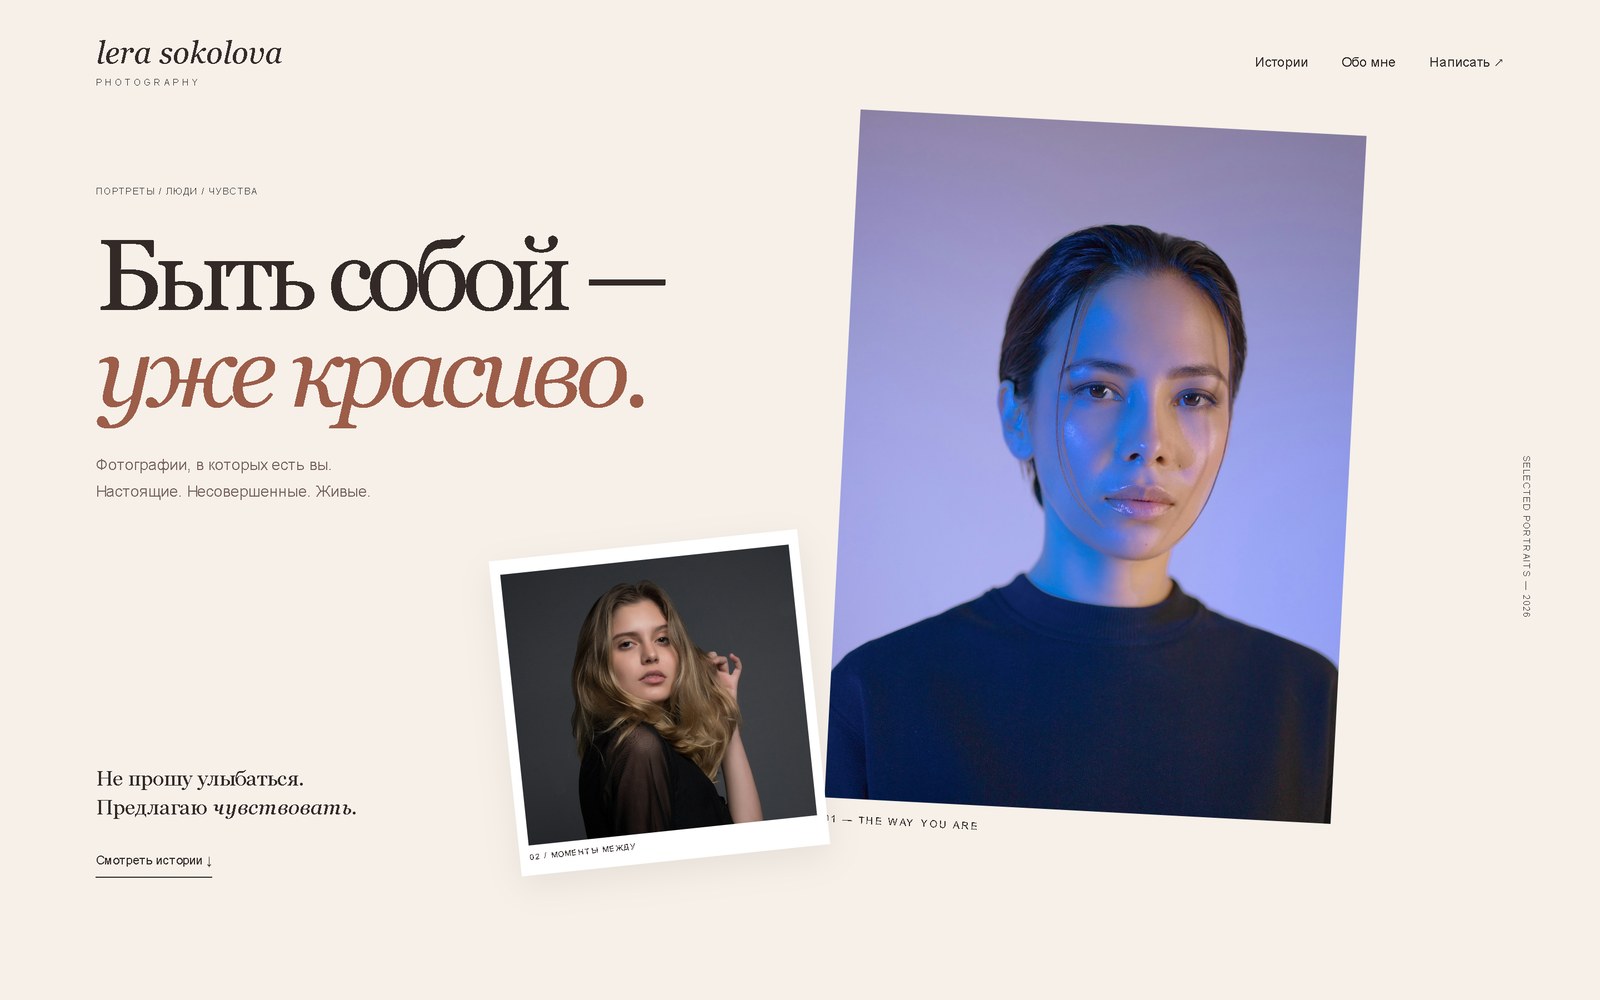 lera sokolova
PHOTOGRAPHY
Истории
Обо мне
Написать ↗
ПОРТРЕТЫ / ЛЮДИ / ЧУВСТВА
Быть собой —
уже красиво.
Фотографии, в которых есть вы.
Настоящие. Несовершенные. Живые.
SELECTED PORTRAITS — 2026
Не прошу улыбаться.
Предлагаю чувствовать.
Смотреть истории ↓
02 / МОМЕНТЫ МЕЖДУ
— THE WAY YOU ARE